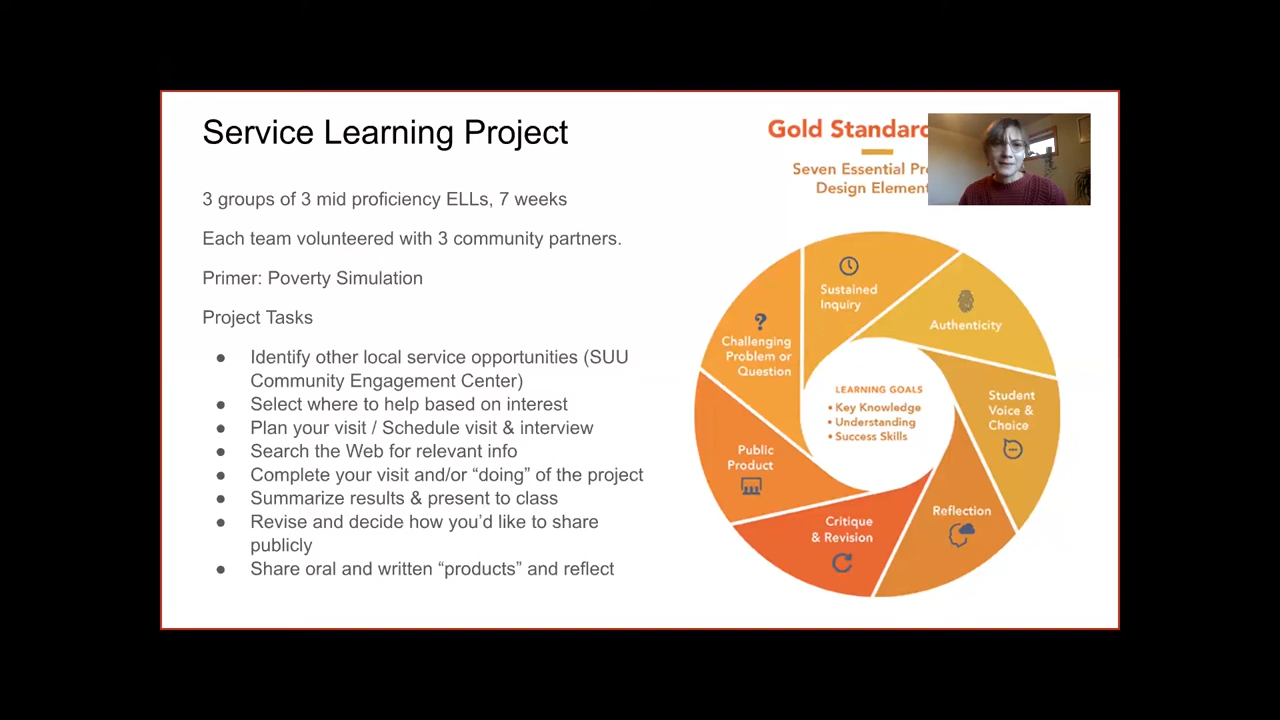 Service Learning Project
3 groups of 3 mid proficiency ELLs, 7 weeks
Each team volunteered with 3 community partners.
Primer: Poverty Simulation
Project Tasks
● Identify other local service opportunities (SUU
Community Engagement Center)
● Select where to help based on interest
● Plan your visit / Schedule visit & interview
● Search the Web for relevant info
● Complete your visit and/or “doing” of the project
● Summarize results & present to class
● Revise and decide how you’d like to share
publicly
● Share oral and written “products” and reflect
Gold
Seven Essential
Design
Sustained
Inquiry
Authenticity
Student
Voice &
Choice
Reflection
Critique
& Revision
Public
Product
?
Challenging
Problem or
Question
LEARNING GOALS
• Key Knowledge
• Understanding
• Success Skills